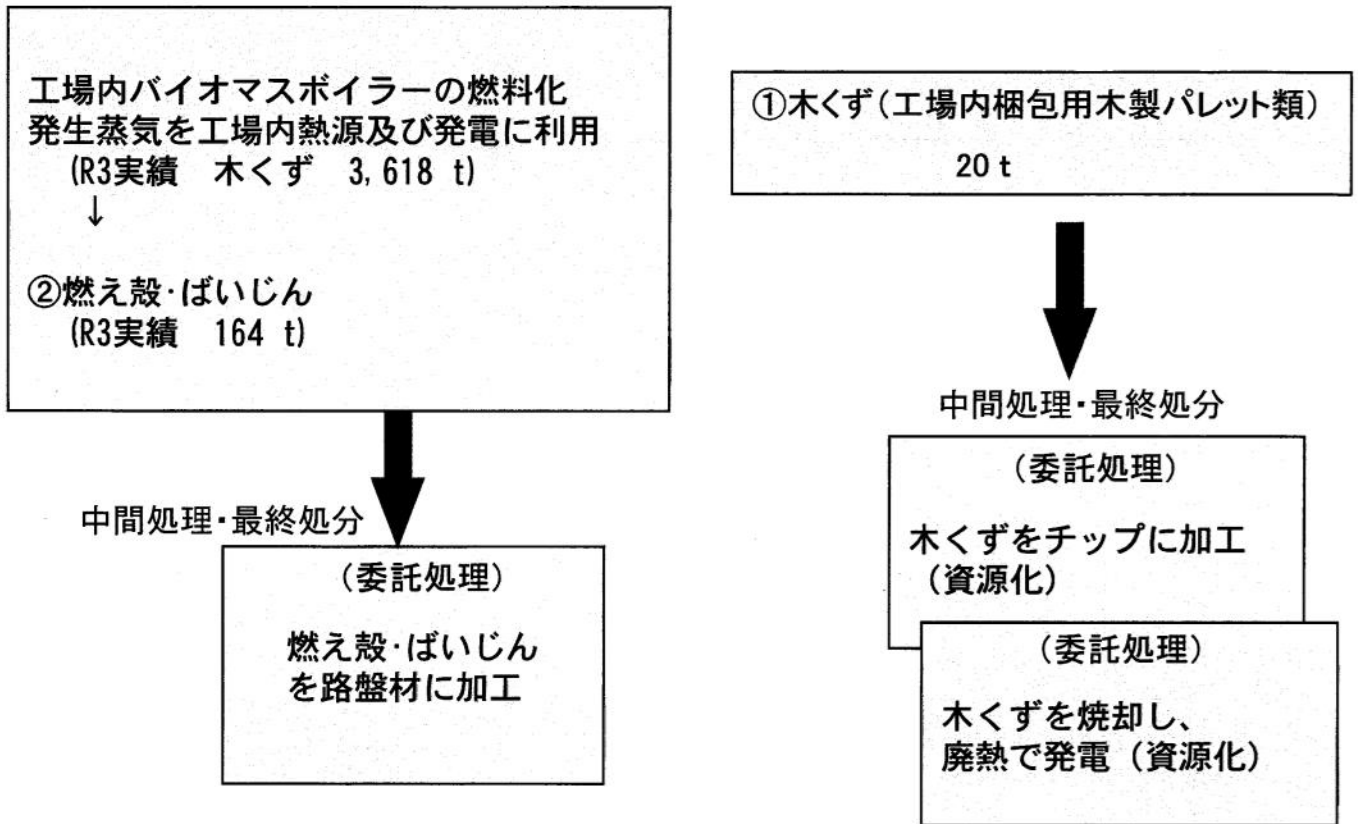 工場内バイオマスボイラーの燃料化
発生蒸気を工場内熱源及び発電に利用
(R3実績 木くず 3,618 t)
↓
②燃え殻・ばいじん
(R3実績 164 t)
中間処理・最終処分
(委託処理)
燃え殻・ばいじん
を路盤材に加工
①木くず(工場内梱包用木製パレット類)
20 t
中間処理・最終処分
(委託処理)
木くずをチップに加工
(資源化)
(委託処理)
木くずを焼却し、
廃熱で発電(資源化)